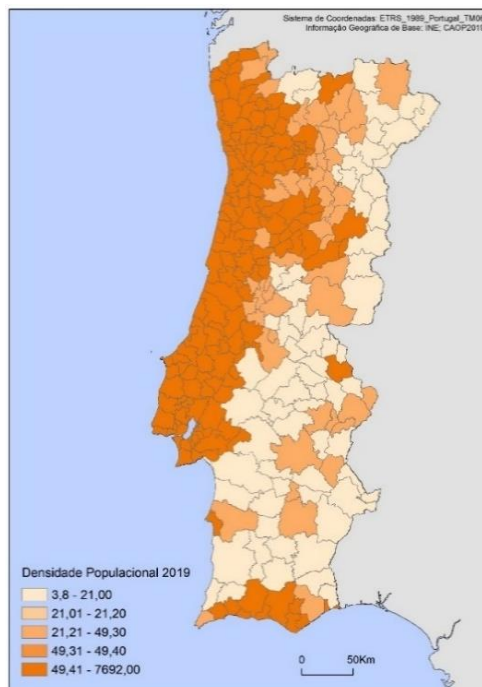 Sistema de Coordenadas: ETRS_1989_Portugal_TM06
Informação Geográfica de Base: INE; CAOP2010
Densidade Populacional 2019
3,8 - 21,00
21,01 - 21,20
21,21 - 49,30
49,31 - 49,40
49,41 - 7692,00
0 50Km